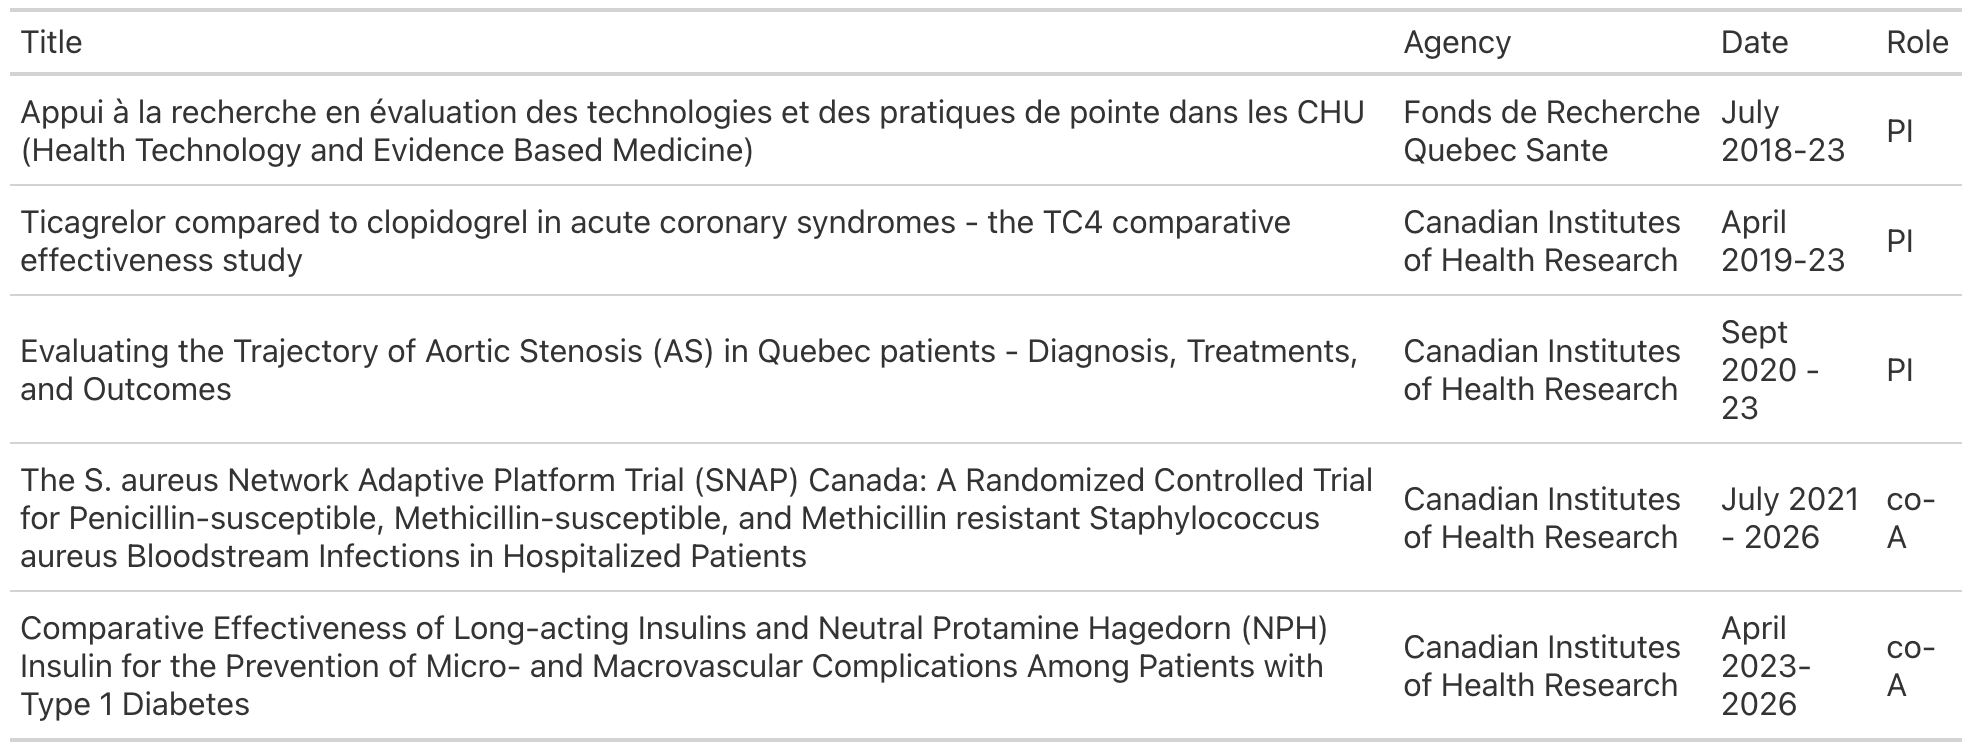 Title Agency Date Role
Appui à la recherche en évaluation des technologies et des pratiques de pointe dans les CHU
(Health Technology and Evidence Based Medicine)
Fonds de Recherche
Quebec Sante
July
2018-23
PI
Ticagrelor compared to clopidogrel in acute coronary syndromes - the TC4 comparative
effectiveness study
Canadian Institutes
of Health Research
April
2019-23
PI
Evaluating the Trajectory of Aortic Stenosis (AS) in Quebec patients - Diagnosis, Treatments,
and Outcomes
Canadian Institutes
of Health Research
Sept
2020 -
23
PI
The S. aureus Network Adaptive Platform Trial (SNAP) Canada: A Randomized Controlled Trial
for Penicillin-susceptible, Methicillin-susceptible, and Methicillin resistant Staphylococcus
aureus Bloodstream Infections in Hospitalized Patients
Canadian Institutes
of Health Research
July 2021
- 2026
co-
A
Comparative Effectiveness of Long-acting Insulins and Neutral Protamine Hagedorn (NPH)
Insulin for the Prevention of Micro- and Macrovascular Complications Among Patients with
Type 1 Diabetes
Canadian Institutes
of Health Research
April
2023-
2026
co-
A